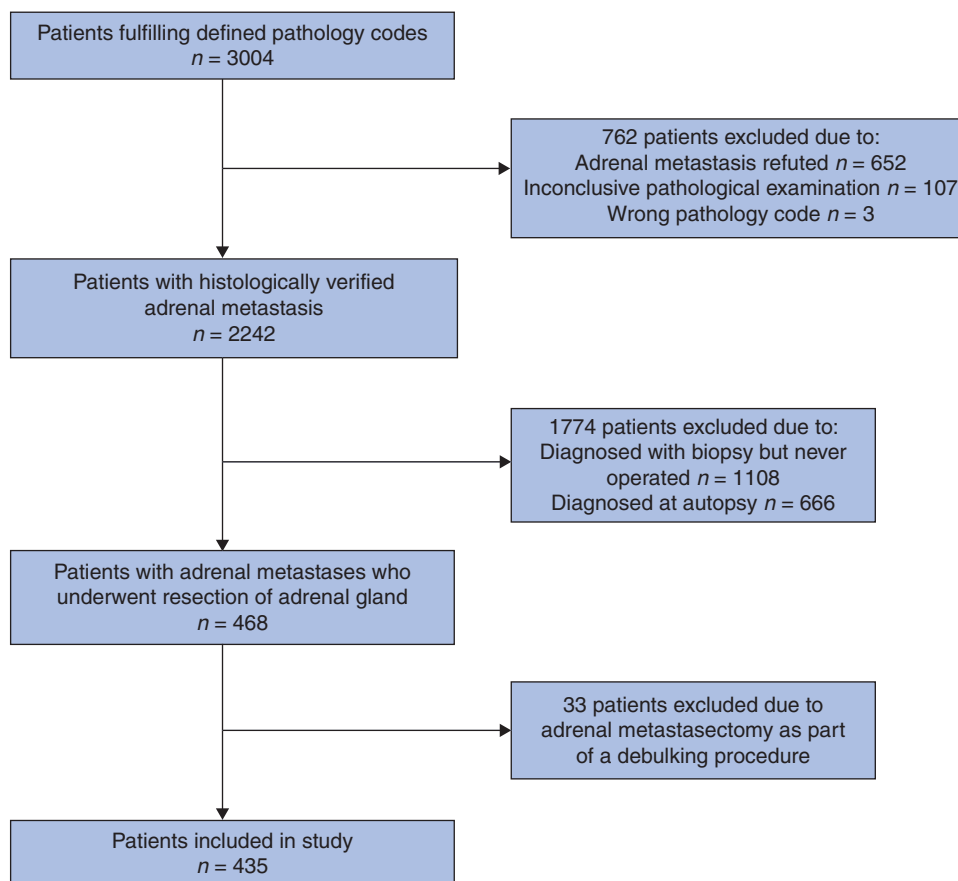 Patients fulfilling defined pathology codes
n = 3004
762 patients excluded due to:
Adrenal metastasis refuted n = 652
Inconclusive pathological examination n = 107
Wrong pathology code n = 3
Patients with histologically verified
adrenal metastasis
n = 2242
1774 patients excluded due to:
Diagnosed with biopsy but never
operated n = 1108
Diagnosed at autopsy n = 666
Patients with adrenal metastases who
underwent resection of adrenal gland
n = 468
33 patients excluded due to
adrenal metastasectomy as part
of a debulking procedure
Patients included in study
n = 435